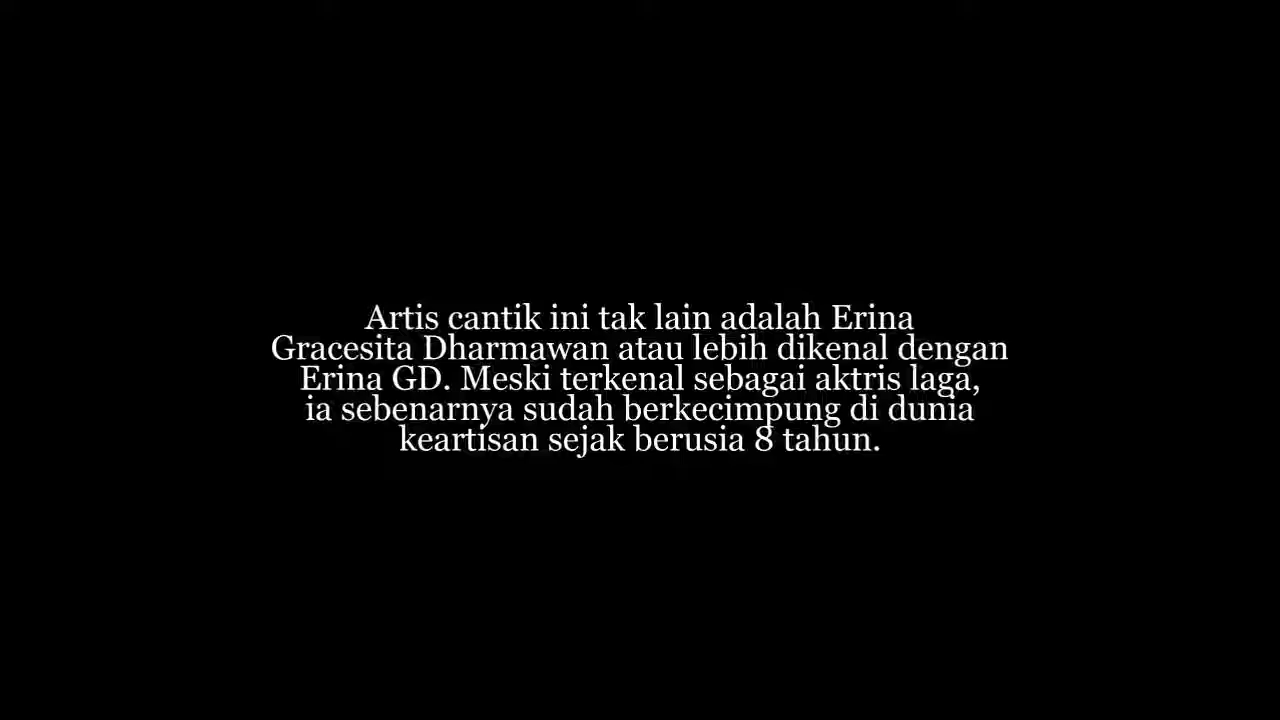 Artis cantik ini tak lain adalah Erina
Gracesita Dharmawan atau lebih dikenal dengan
Erina GD. Meski terkenal sebagai aktris laga,
ia sebenarnya sudah berkecimpung di dunia
keartisan sejak berusia 8 tahun.